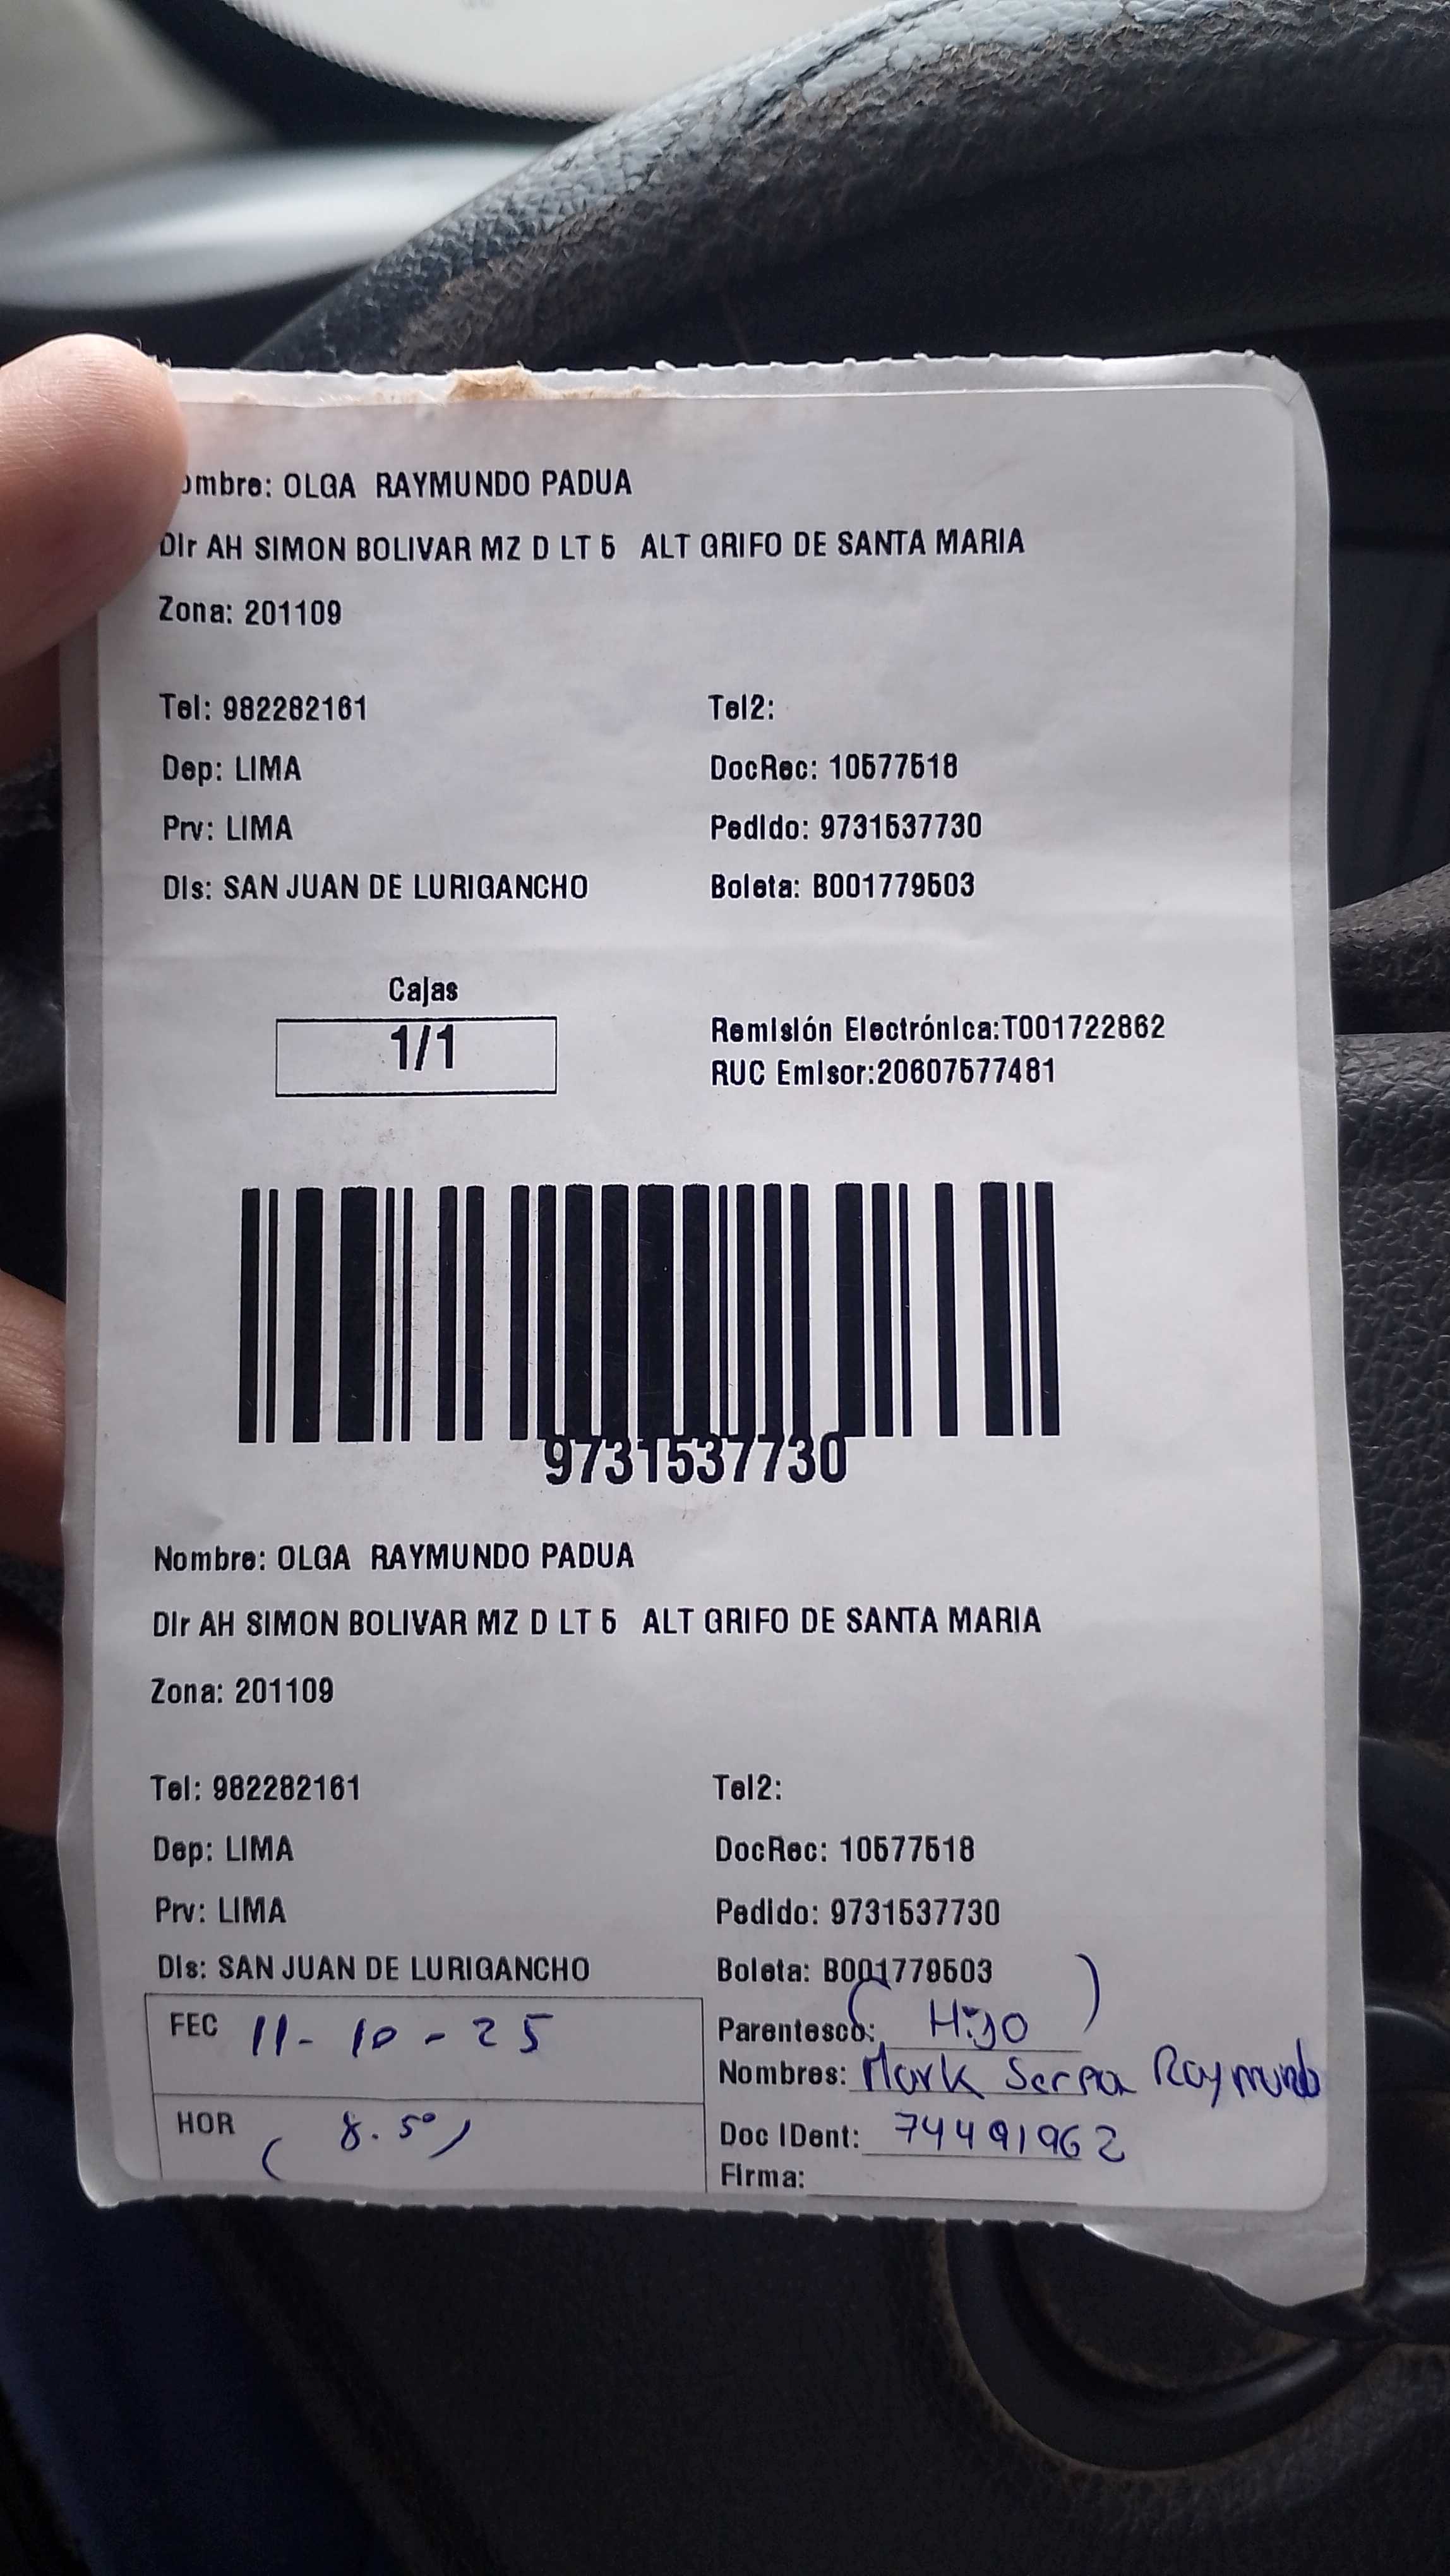 ombre: OLGA RAYMUNDO PADUA
Dir AH SIMON BOLIVAR MZ D LT 5 ALT GRIFO DE SANTA MARIA
Zona: 201109
Tel: 982282161 Tel2:
Dep: LIMA DocRec: 10577518
Prv: LIMA Pedido: 9731537730
Dis: SAN JUAN DE LURIGANCHO Boleta: B001779503
Cajas
1/1
Remisión Electrónica:T001722862
RUC Emisor:20607577481
9731537730
Nombre: OLGA RAYMUNDO PADUA
Dir AH SIMON BOLIVAR MZ D LT 5 ALT GRIFO DE SANTA MARIA
Zona: 201109
Tel: 982282161 Tel2:
Dep: LIMA DocRec: 10577518
Prv: LIMA Pedido: 9731537730
Dis: SAN JUAN DE LURIGANCHO Boleta: B001779503
FEC 11-10-25 Parentesco: (Hijo)
Nombres: Mark Serpa Raymundo
HOR (8.50) Doc IDent: 74491962
Firma: